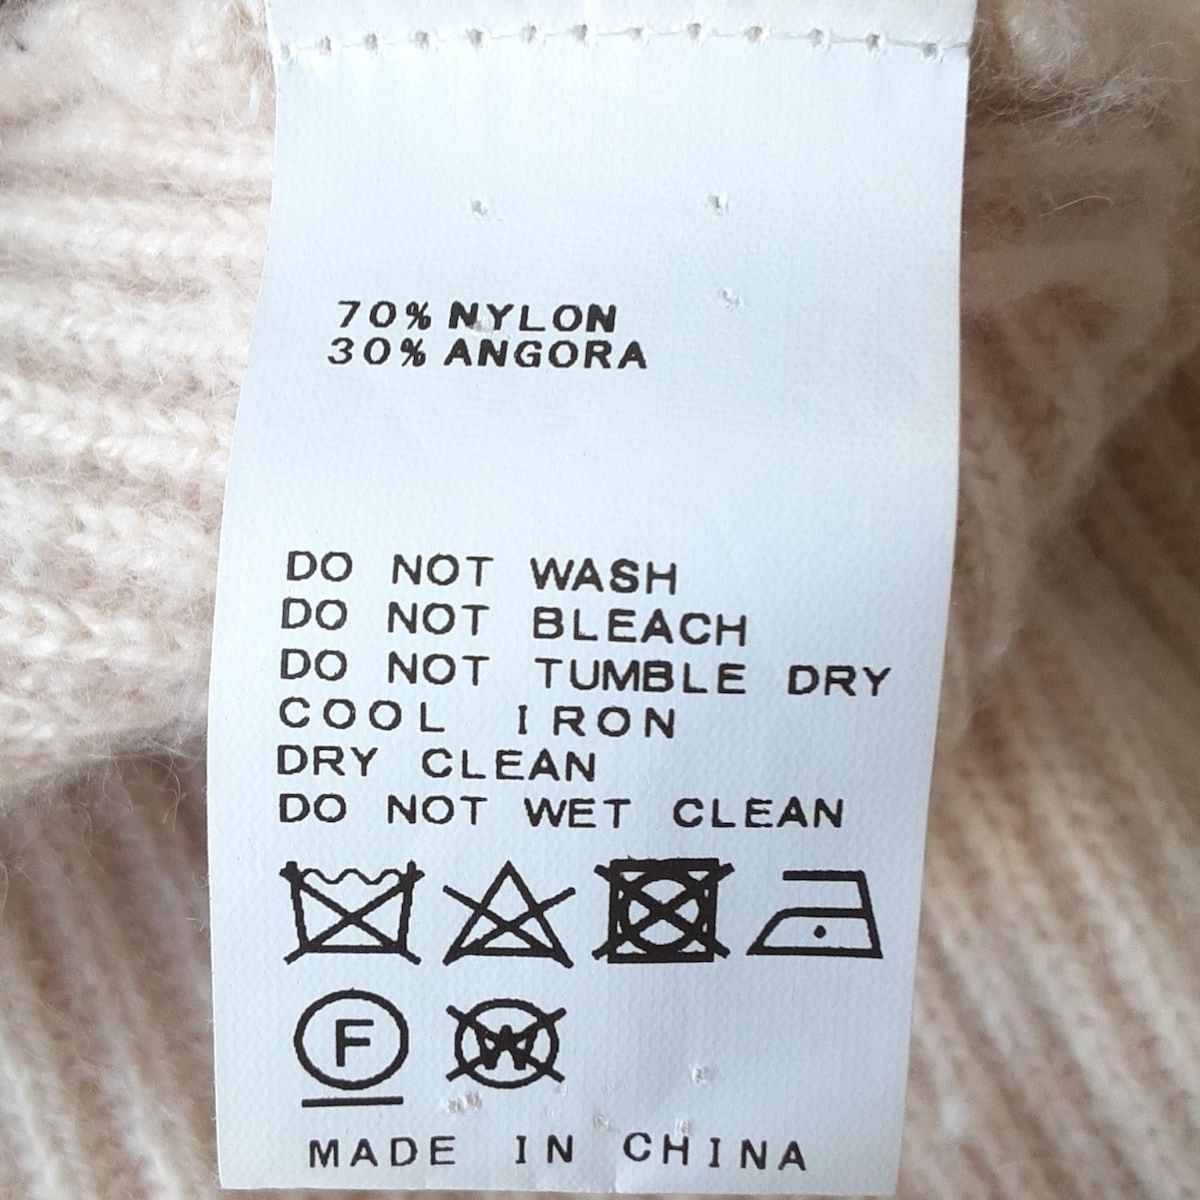 70% NYLON
30% ANGORA
DO NOT WASH
DO NOT BLEACH
DO NOT TUMBLE DRY
COOL IRON
DRY CLEAN
DO NOT WET CLEAN
F W
MADE IN CHINA